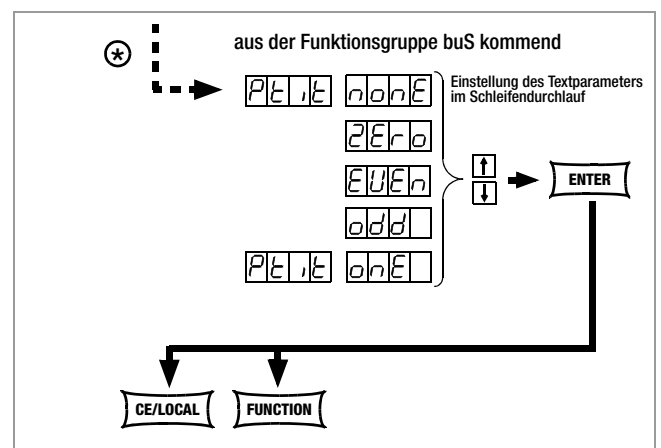 aus der Funktionsgruppe buS kommend
Ptit nonE
Einstellung des Textparameters
im Schleifendurchlauf
ZEro
EUEn
odd
Ptit onE
ENTER
CE/LOCAL FUNCTION